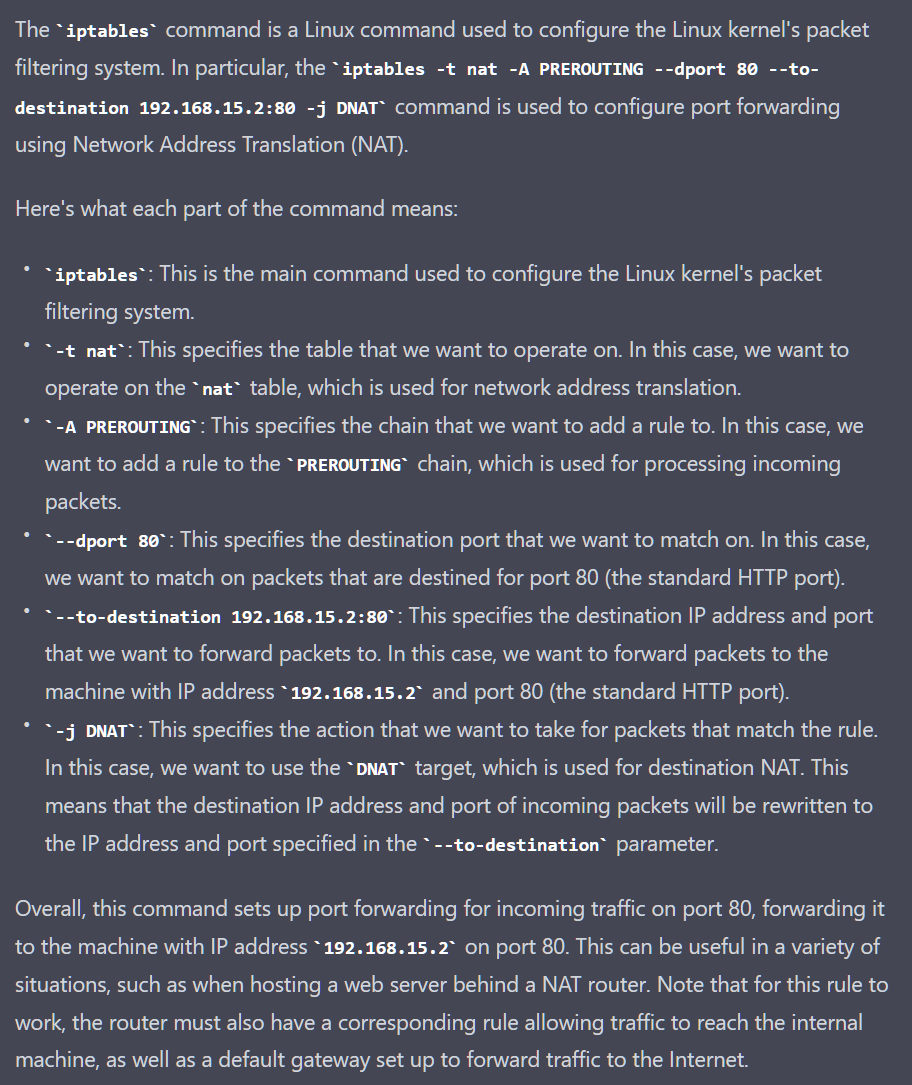 The `iptables` command is a Linux command used to configure the Linux kernel's packet
filtering system. In particular, the `iptables -t nat -A PREROUTING --dport 80 --to-
destination 192.168.15.2:80 -j DNAT` command is used to configure port forwarding
using Network Address Translation (NAT).
Here's what each part of the command means:
• `iptables`: This is the main command used to configure the Linux kernel's packet
filtering system.
• `-t nat`: This specifies the table that we want to operate on. In this case, we want to
operate on the `nat` table, which is used for network address translation.
• `-A PREROUTING`: This specifies the chain that we want to add a rule to. In this case, we
want to add a rule to the `PREROUTING` chain, which is used for processing incoming
packets.
• `--dport 80`: This specifies the destination port that we want to match on. In this case,
we want to match on packets that are destined for port 80 (the standard HTTP port).
• `--to-destination 192.168.15.2:80`: This specifies the destination IP address and port
that we want to forward packets to. In this case, we want to forward packets to the
machine with IP address `192.168.15.2` and port 80 (the standard HTTP port).
• `-j DNAT`: This specifies the action that we want to take for packets that match the rule.
In this case, we want to use the `DNAT` target, which is used for destination NAT. This
means that the destination IP address and port of incoming packets will be rewritten to
the IP address and port specified in the `--to-destination` parameter.
Overall, this command sets up port forwarding for incoming traffic on port 80, forwarding it
to the machine with IP address `192.168.15.2` on port 80. This can be useful in a variety of
situations, such as when hosting a web server behind a NAT router. Note that for this rule to
work, the router must also have a corresponding rule allowing traffic to reach the internal
machine, as well as a default gateway set up to forward traffic to the Internet.